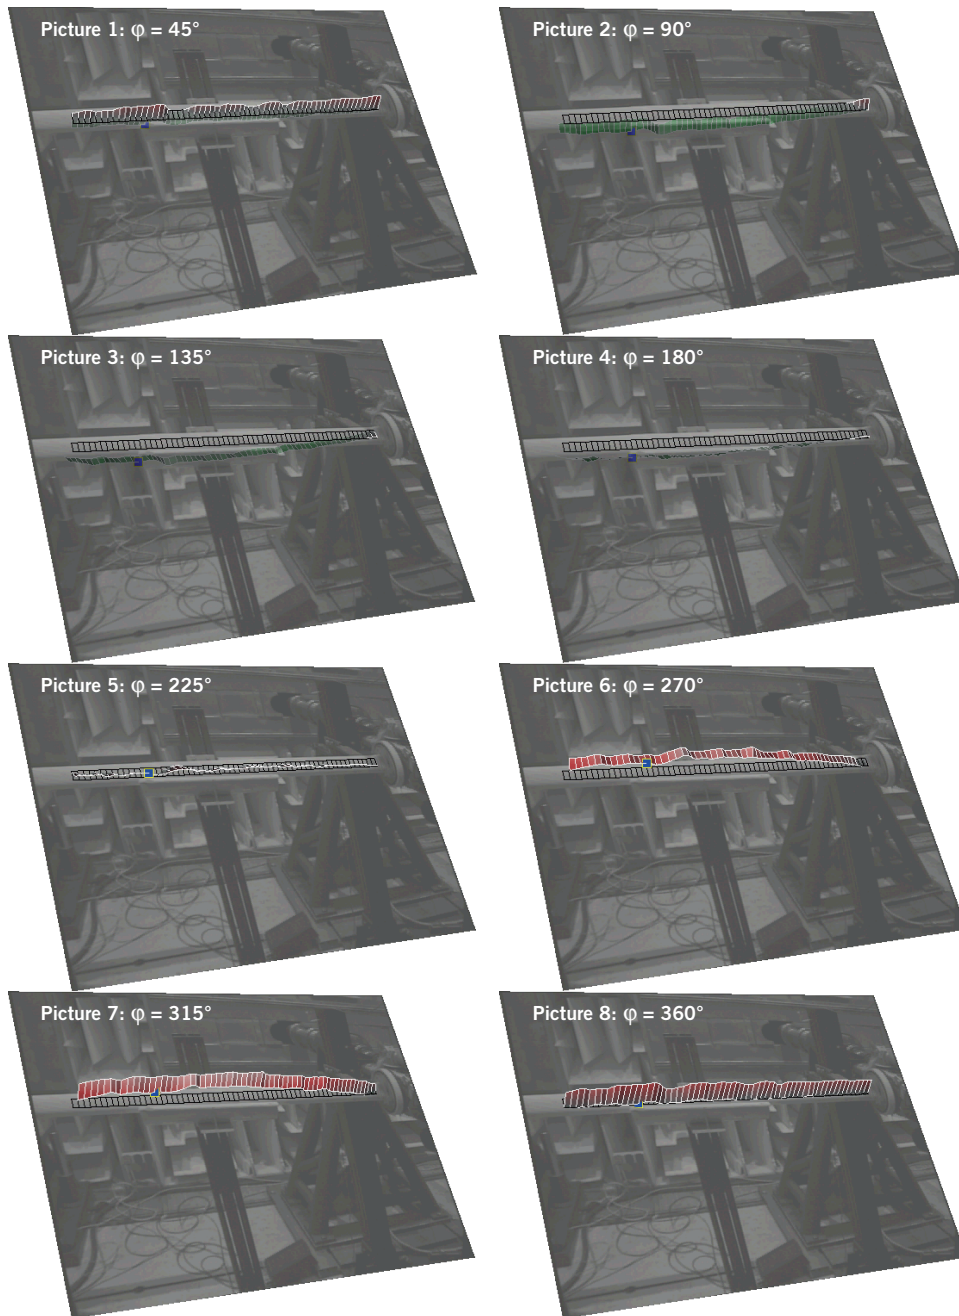 Picture 1: φ = 45°
Picture 2: φ = 90°
Picture 3: φ = 135°
Picture 4: φ = 180°
Picture 5: φ = 225°
Picture 6: φ = 270°
Picture 7: φ = 315°
Picture 8: φ = 360°